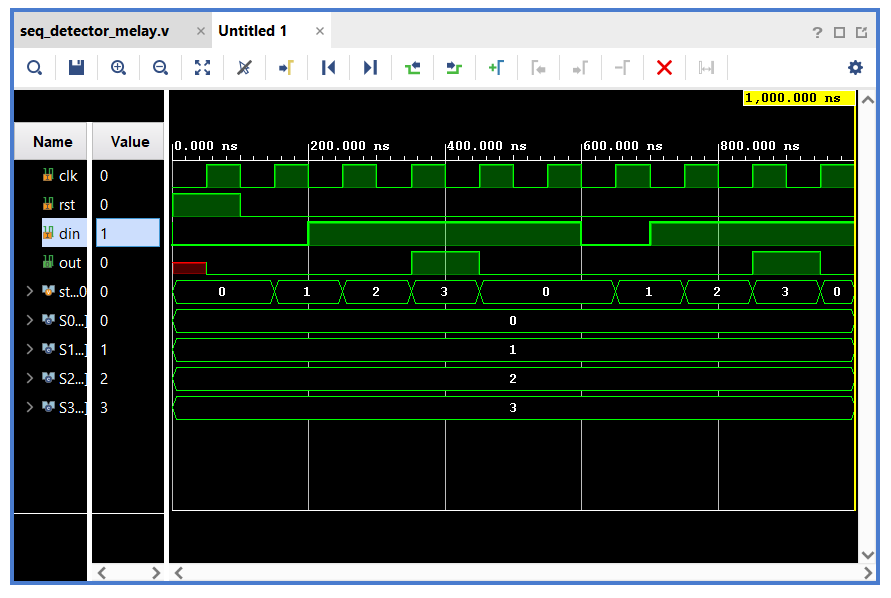 seq_detector_melay.v × Untitled 1 ×
?
1,000.000 ns
Name Value
0.000 ns 200.000 ns 400.000 ns 600.000 ns 800.000 ns
clk 0
rst 0
din 1
out 0
st...0 0 0 1 2 3 0 1 2 3 0
S0...] 0 0
S1...] 1 1
S2...] 2 2
S3...] 3 3